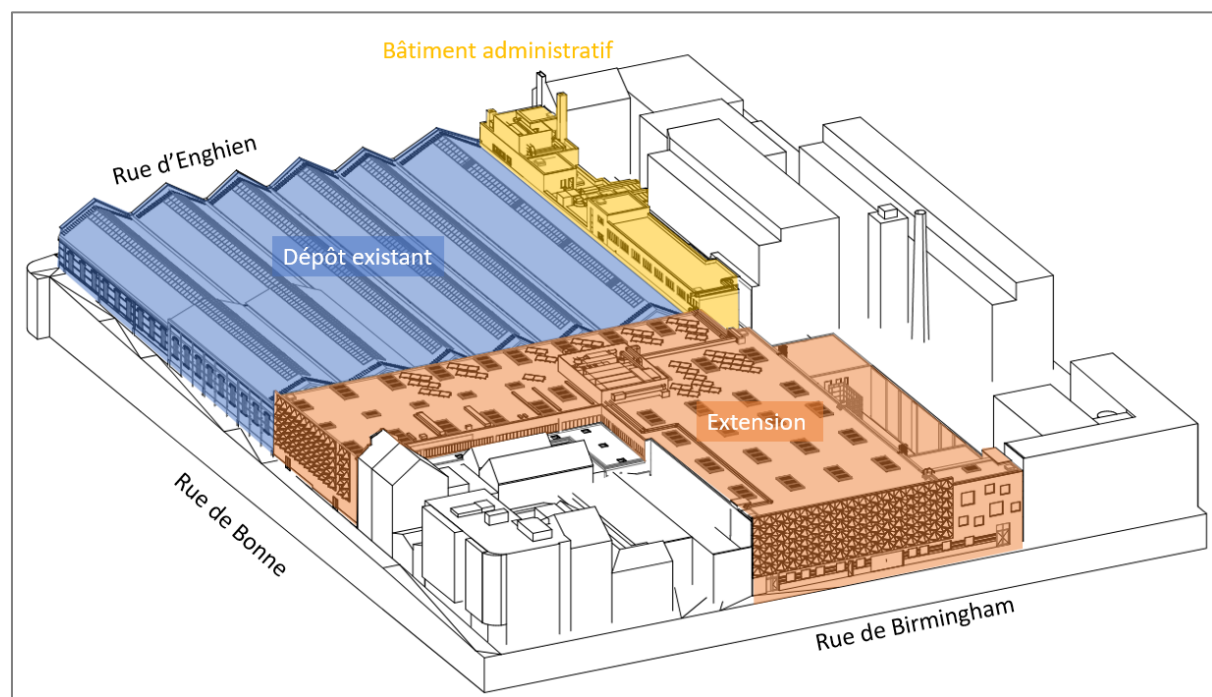 Bâtiment administratif
Rue d’Enghien
Dépôt existant
Extension
Rue de Bonne
Rue de Birmingham